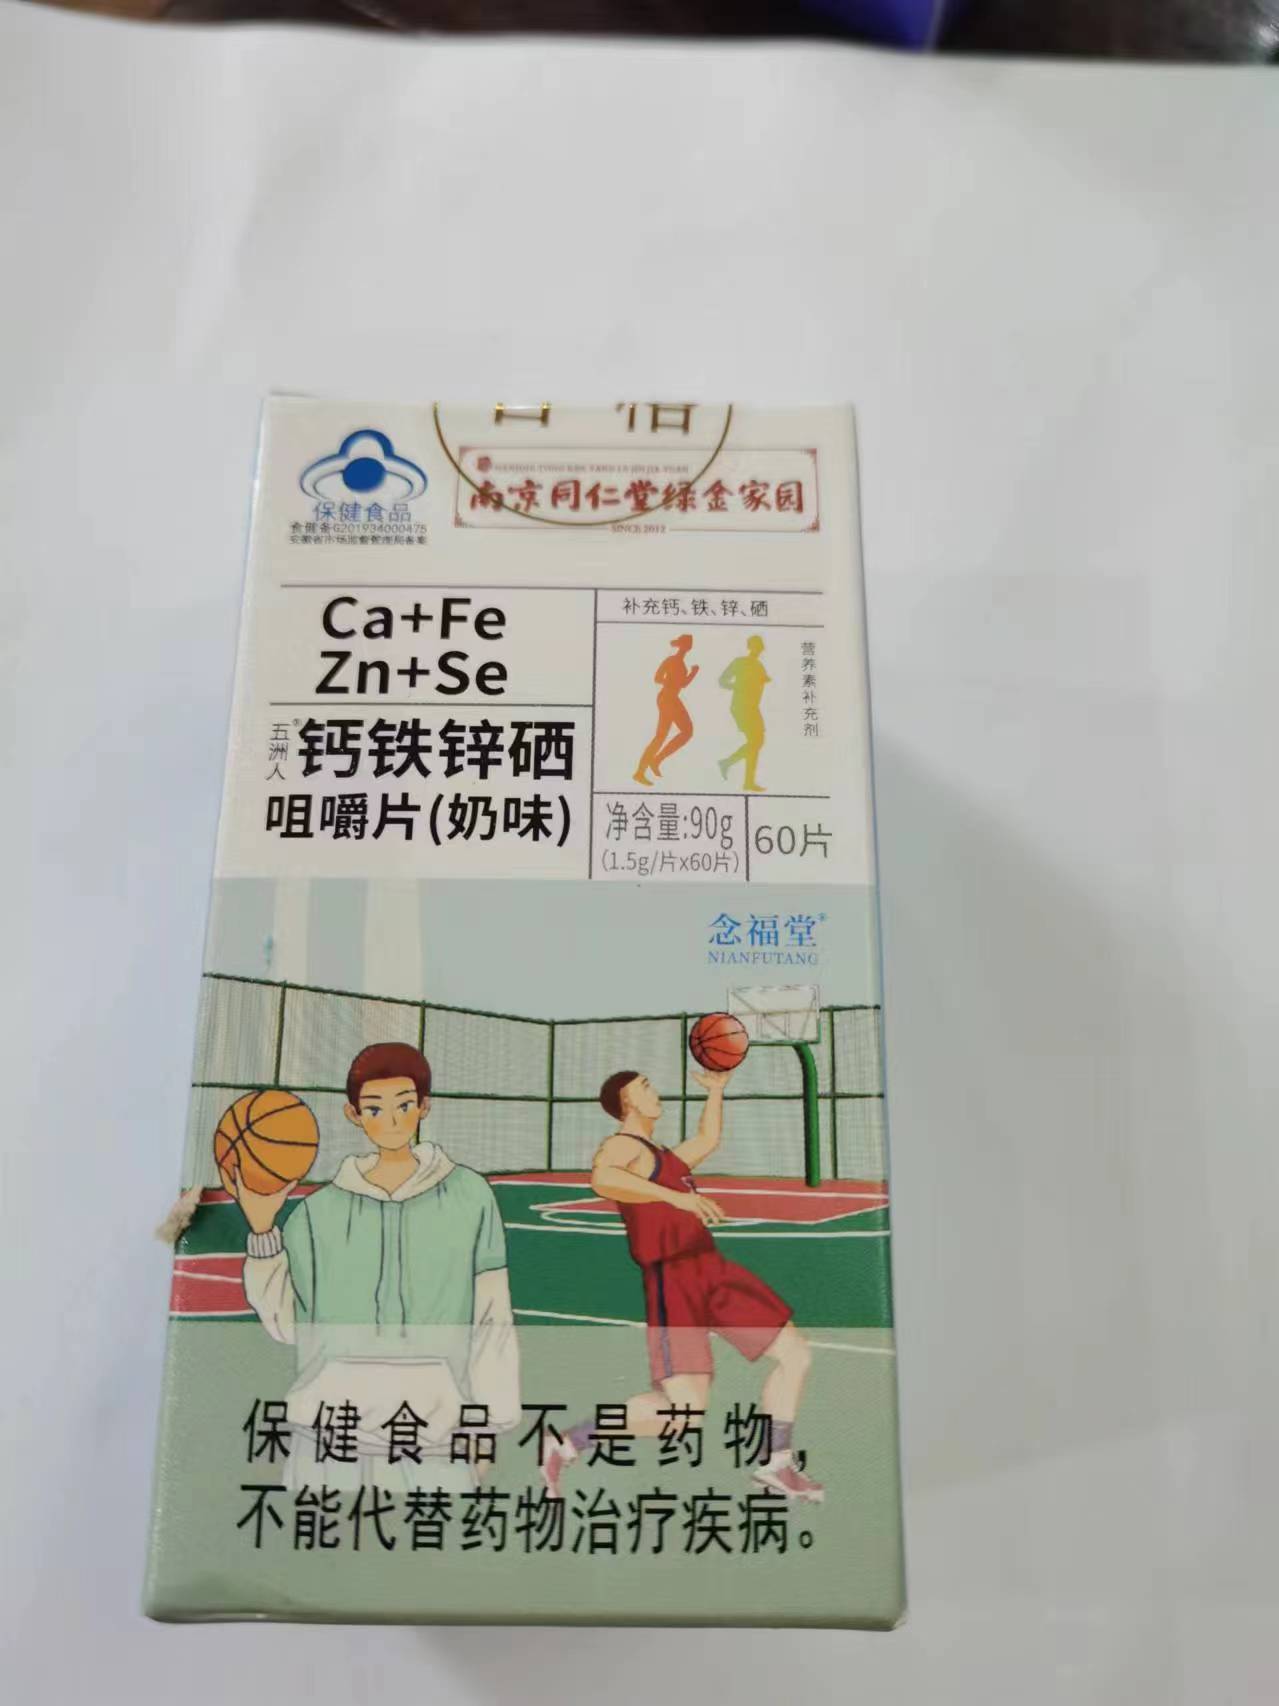 保健食品
食健备G201934000475
安徽省市场监督管理局备案
南京同仁堂绿金家园
SINCE 2012
Ca+Fe
Zn+Se
五洲人®
钙铁锌硒
咀嚼片(奶味)
补充钙、铁、锌、硒
营养素补充剂
净含量:90g
(1.5g/片x60片)
60片
念福堂®
NIANFUTANG
保健食品不是药物,
不能代替药物治疗疾病。